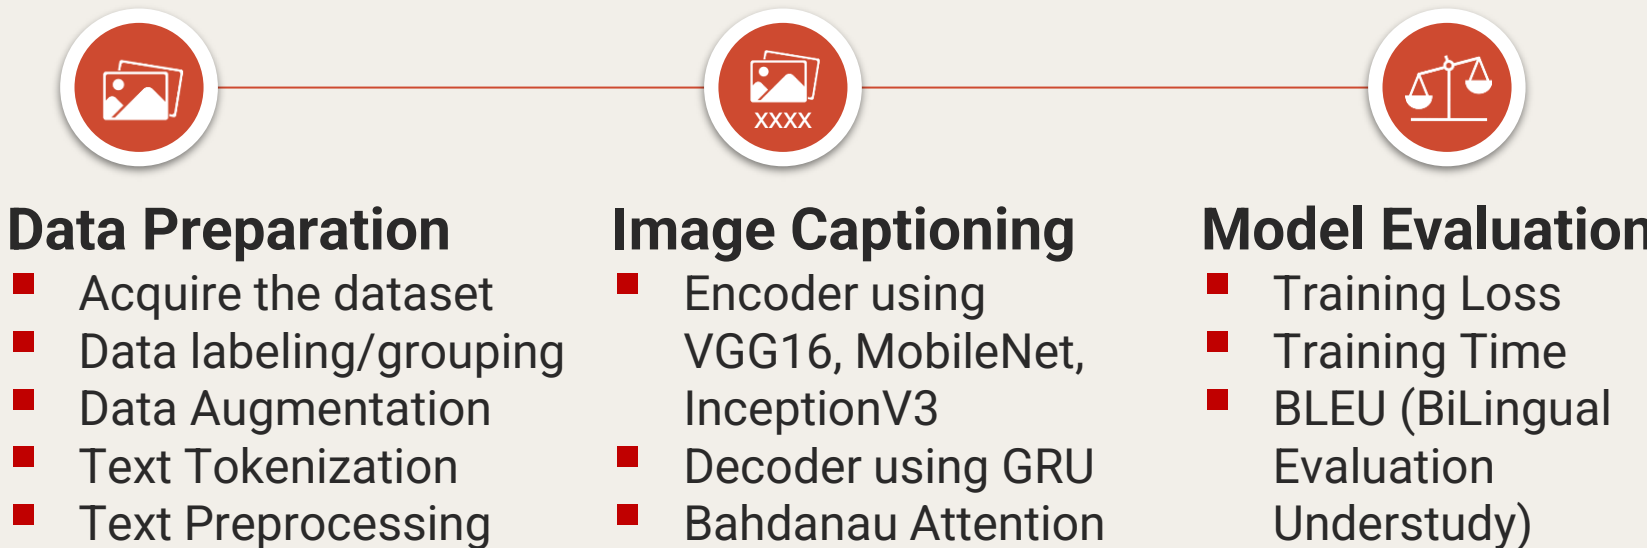 XXXX
Data Preparation
Acquire the dataset
Data labeling/grouping
Data Augmentation
Text Tokenization
Text Preprocessing
Image Captioning
Encoder using
VGG16, MobileNet,
InceptionV3
Decoder using GRU
Bahdanau Attention
Model Evaluation
Training Loss
Training Time
BLEU (BiLingual
Evaluation
Understudy)